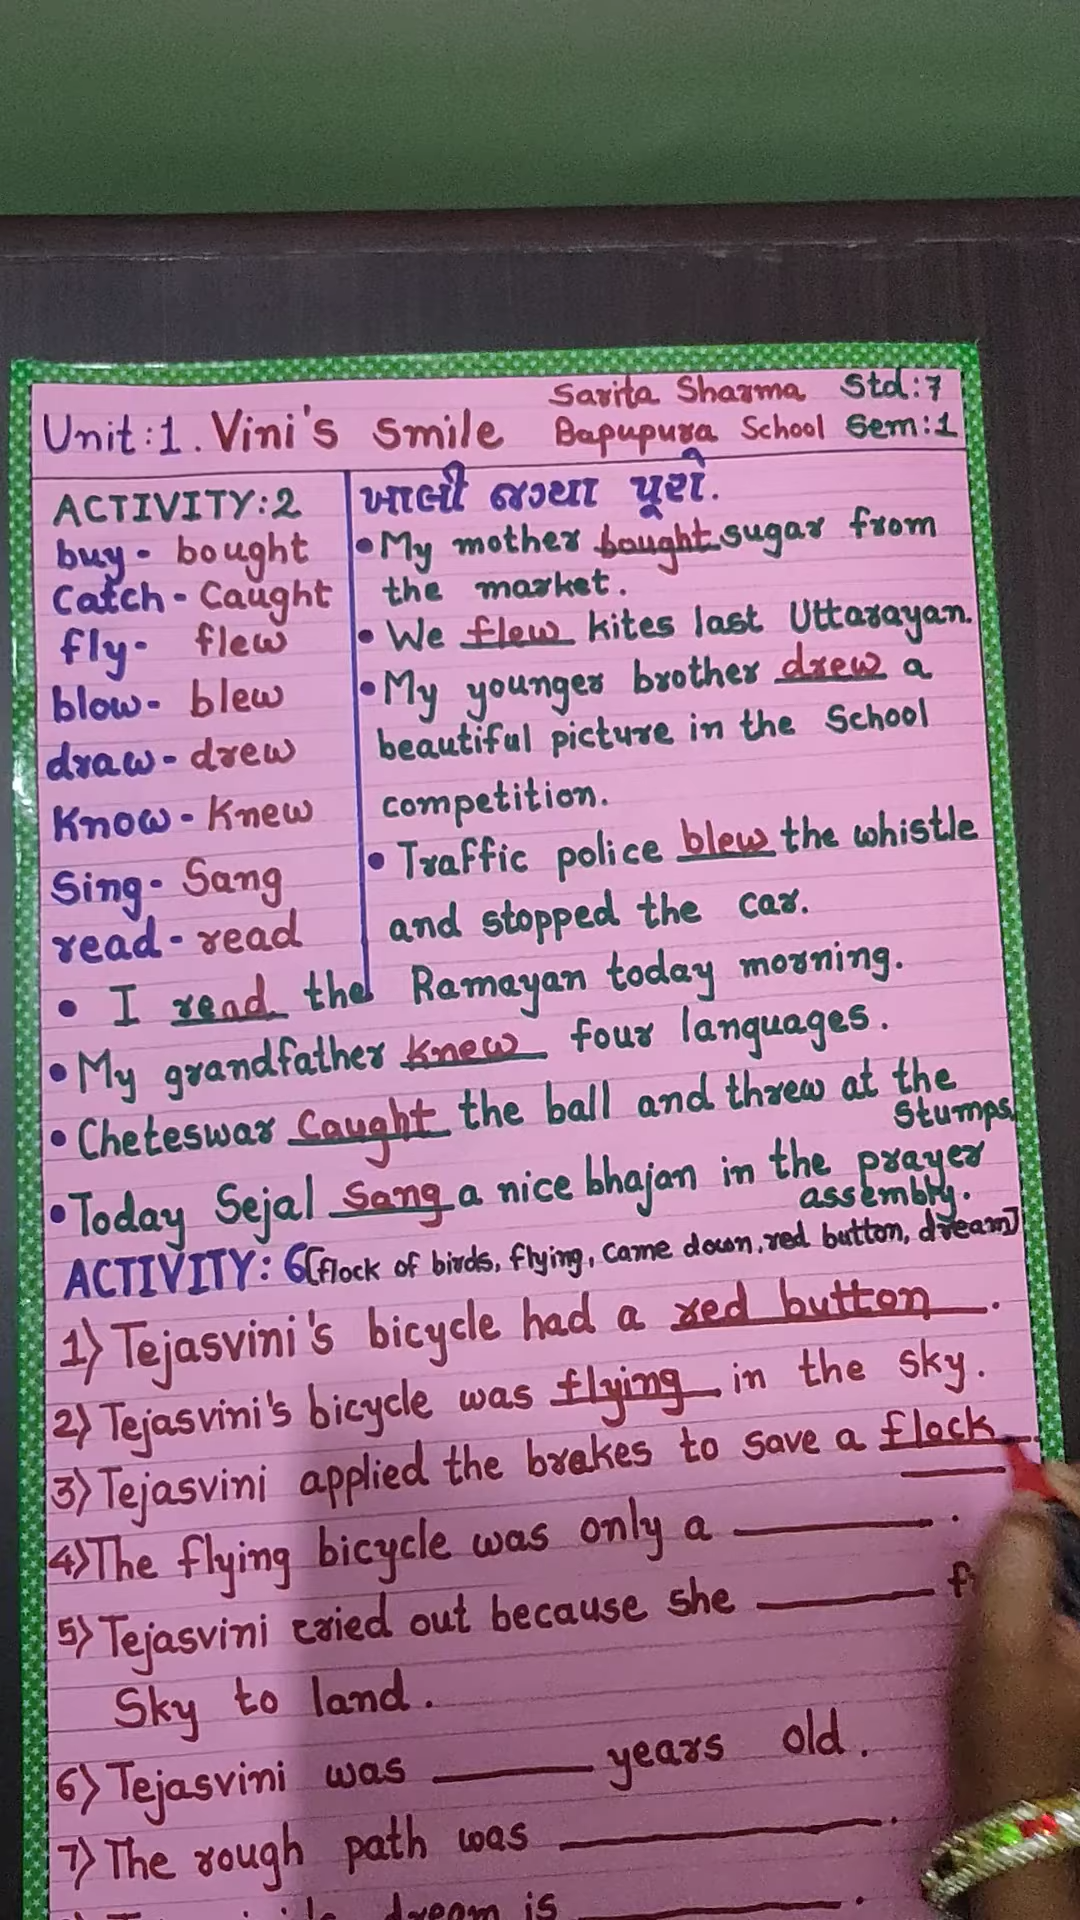 Unit:1. Vini's Smile
Sarita Sharma Std:7
Bapupura School Sem:1
ACTIVITY:2
buy- bought
Catch- Caught
fly- flew
blow- blew
draw- drew
Know- Knew
Sing- Sang
read- read
ખાલી જગ્યા પૂરો.
•My mother bought sugar from
the market.
•We flew kites last Uttarayan.
•My younger brother drew a
beautiful picture in the School
competition.
•Traffic police blew the whistle
and stopped the car.
• I read the Ramayan today morning.
•My grandfather knew four languages.
•Cheteswar Caught the ball and threw at the
Stumps.
•Today Sejal Sang a nice bhajan in the prayer
assembly.
ACTIVITY: 6[flock of birds, flying, came down, red button, dream]
1) Tejasvini's bicycle had a red button.
2) Tejasvini's bicycle was flying in the sky.
3) Tejasvini applied the brakes to save a flock
4) The flying bicycle was only a ______.
5) Tejasvini cried out because she ______
Sky to land.
6) Tejasvini was ______ years old.
7) The rough path was ______.
dream is ______.